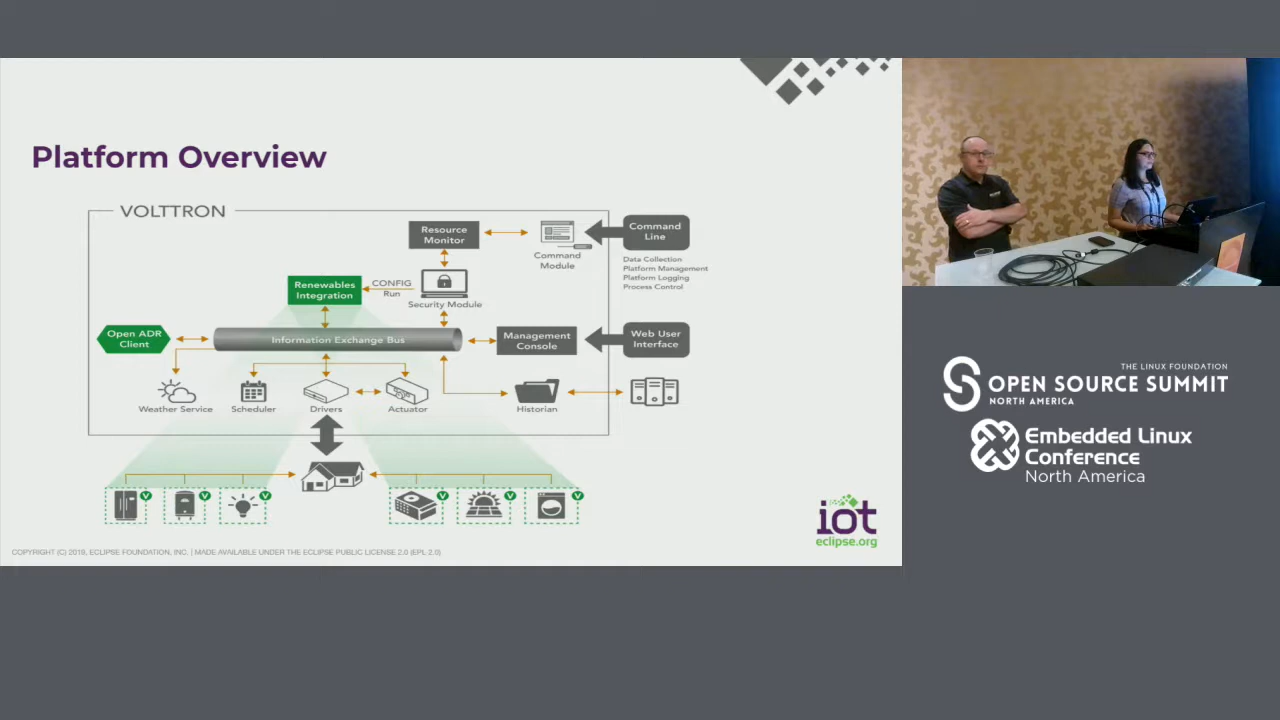 Platform Overview
VOLTTRON
Resource
Monitor
Command
Module
Command
Line
Data Collection
Platform Management
Platform Logging
Process Control
Renewables
Integration
CONFIG
Run
Security Module
Open ADR
Client
Information Exchange Bus
Management
Console
Web User
Interface
Weather Service
Scheduler
Drivers
Actuator
Historian
V
V
V
V
V
V
iot
eclipse.org
COPYRIGHT (C) 2019, ECLIPSE FOUNDATION, INC. | MADE AVAILABLE UNDER THE ECLIPSE PUBLIC LICENSE 2.0 (EPL 2.0)
THE LINUX FOUNDATION
OPEN SOURCE SUMMIT
NORTH AMERICA
Embedded Linux
Conference
North America